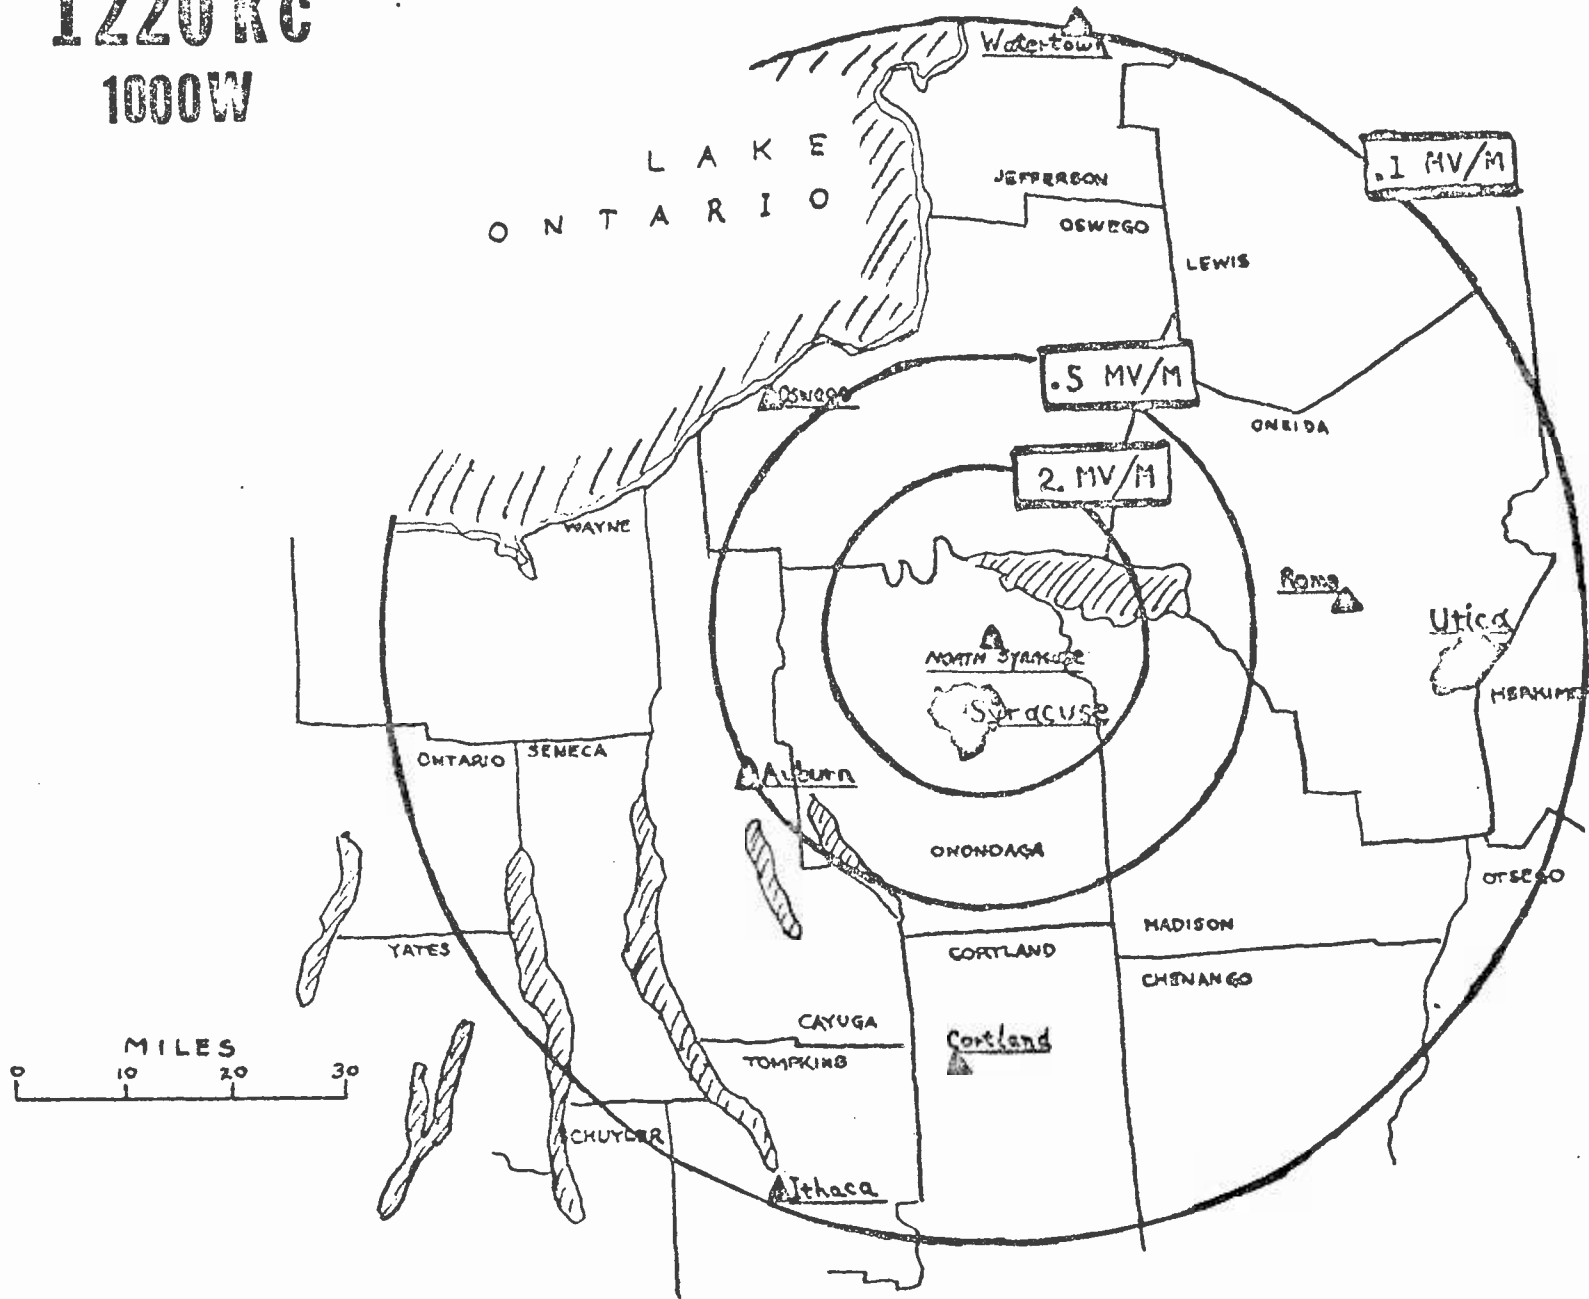 1220 KC
1000W
Watertown
LAKE
ONTARIO
.1 MV/M
JEFFERSON
OSWEGO
LEWIS
.5 MV/M
Oswego
ONEIDA
2. MV/M
WAYNE
Rome
Utica
NORTH SYRACUSE
Syracuse
HERKIME
ONTARIO
SENECA
Auburn
ONONDAGA
OTSEGO
YATES
MADISON
CORTLAND
CHENANGO
CAYUGA
Cortland
TOMPKINS
MILES
0 10 20 30
SCHUYLER
Ithaca